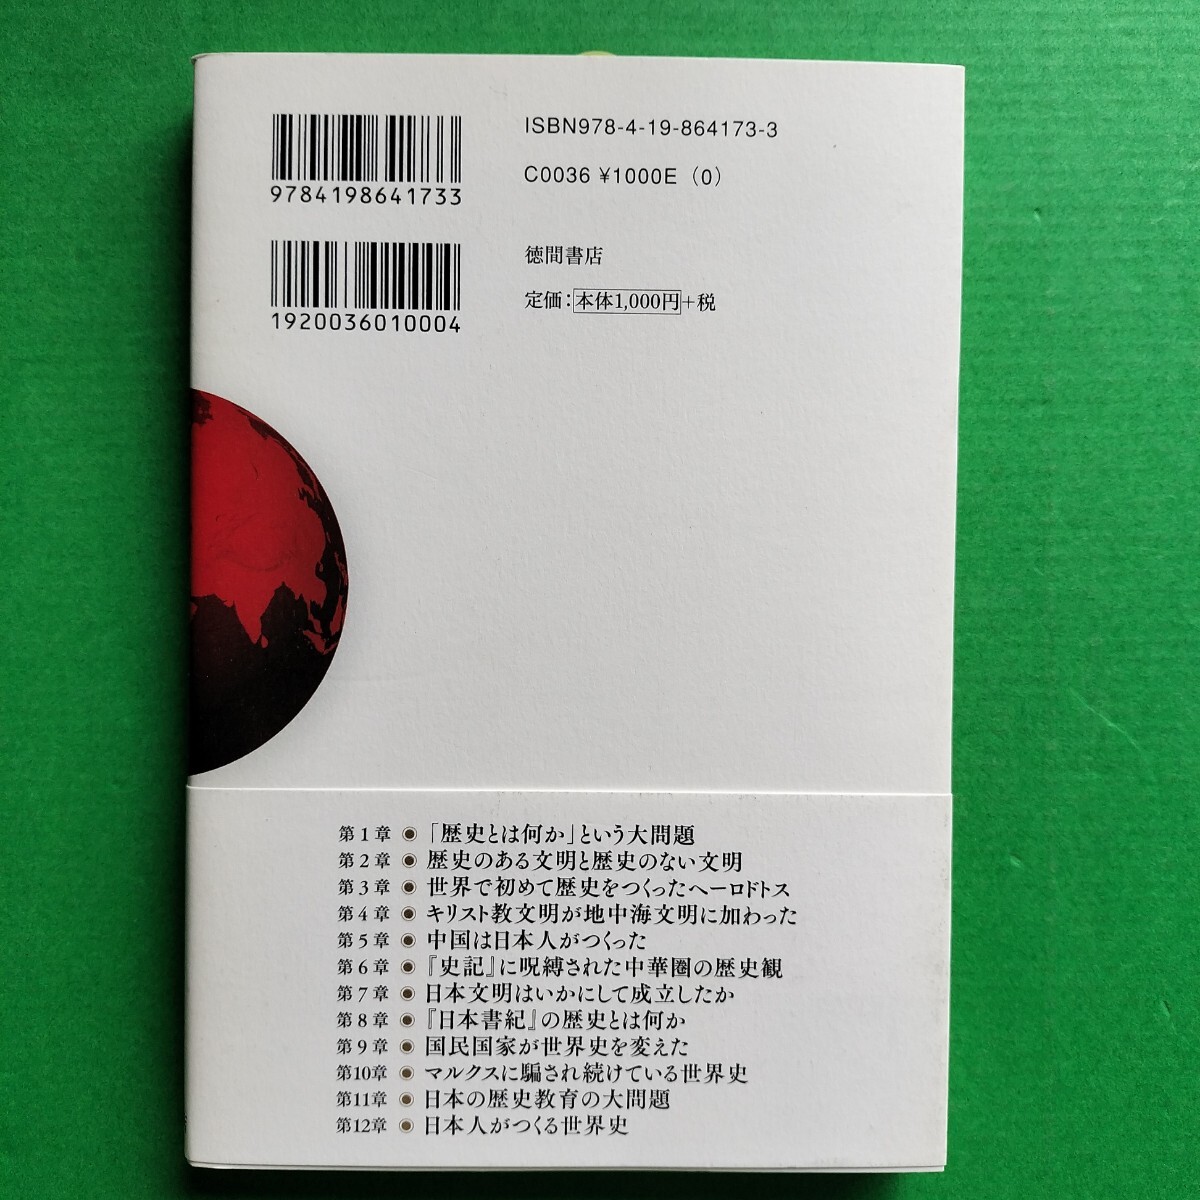 9784198641733
ISBN978-4-19-864173-3
C0036 ¥1000E (0)
1920036010004
徳間書店
定価:本体1,000円+税
第1章 ◉ 「歴史とは何か」という大問題
第2章 ◉ 歴史のある文明と歴史のない文明
第3章 ◉ 世界で初めて歴史をつくったヘーロドトス
第4章 ◉ キリスト教文明が地中海文明に加わった
第5章 ◉ 中国は日本人がつくった
第6章 ◉ 『史記』に呪縛された中華圏の歴史観
第7章 ◉ 日本文明はいかにして成立したか
第8章 ◉ 『日本書紀』の歴史とは何か
第9章 ◉ 国民国家が世界史を変えた
第10章 ◉ マルクスに騙され続けている世界史
第11章 ◉ 日本の歴史教育の大問題
第12章 ◉ 日本人がつくる世界史